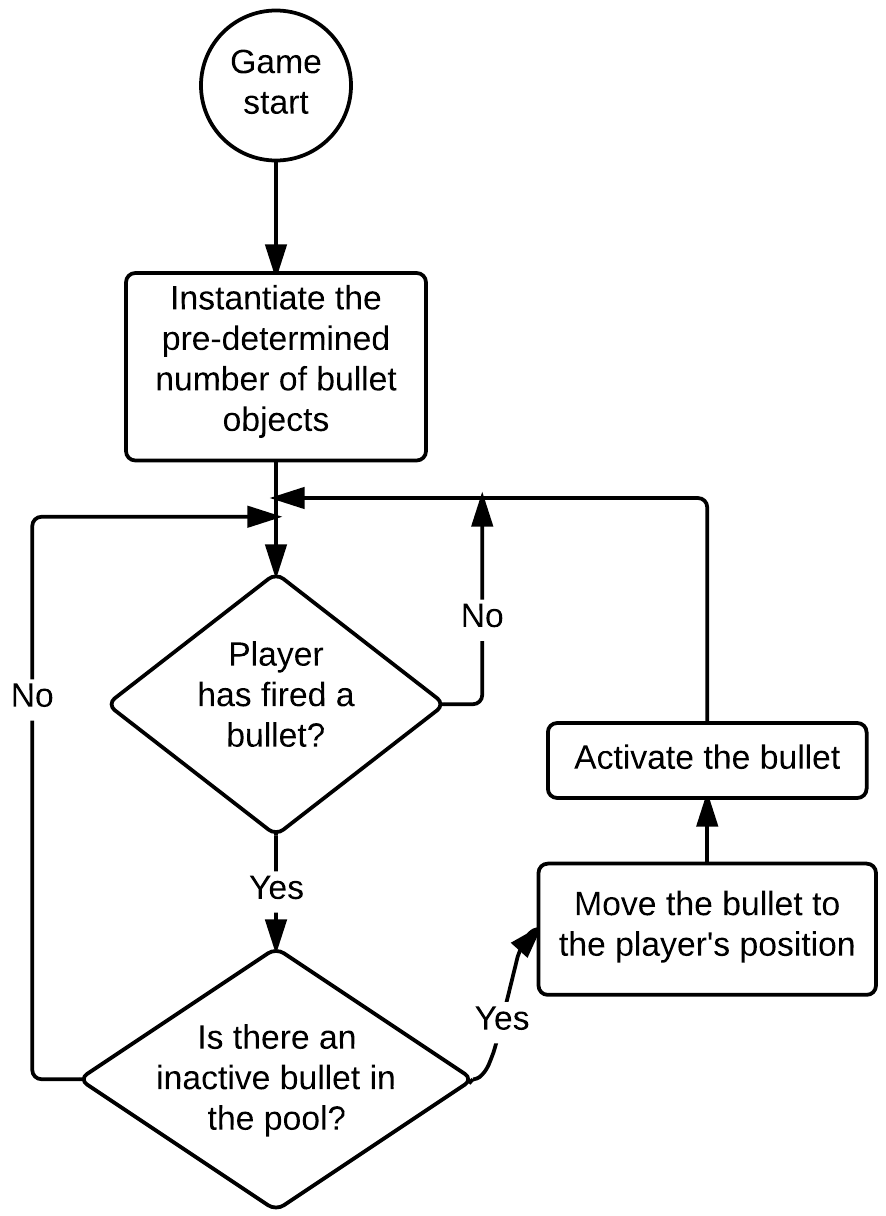 Game
start
Instantiate the
pre-determined
number of bullet
objects
Player
has fired a
bullet?
No
No
Yes
Activate the bullet
Move the bullet to
the player's position
Yes
Is there an
inactive bullet in
the pool?